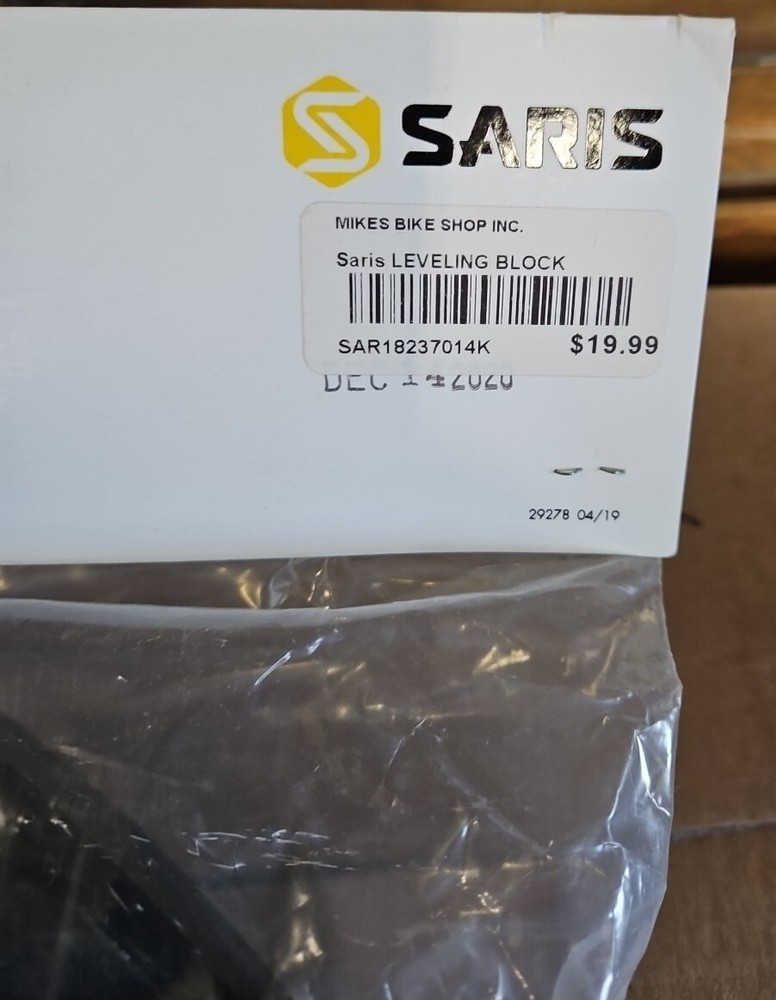 SARIS
MIKES BIKE SHOP INC.
Saris LEVELING BLOCK
SAR18237014K $19.99
DEC 14 2020
29278 04/19